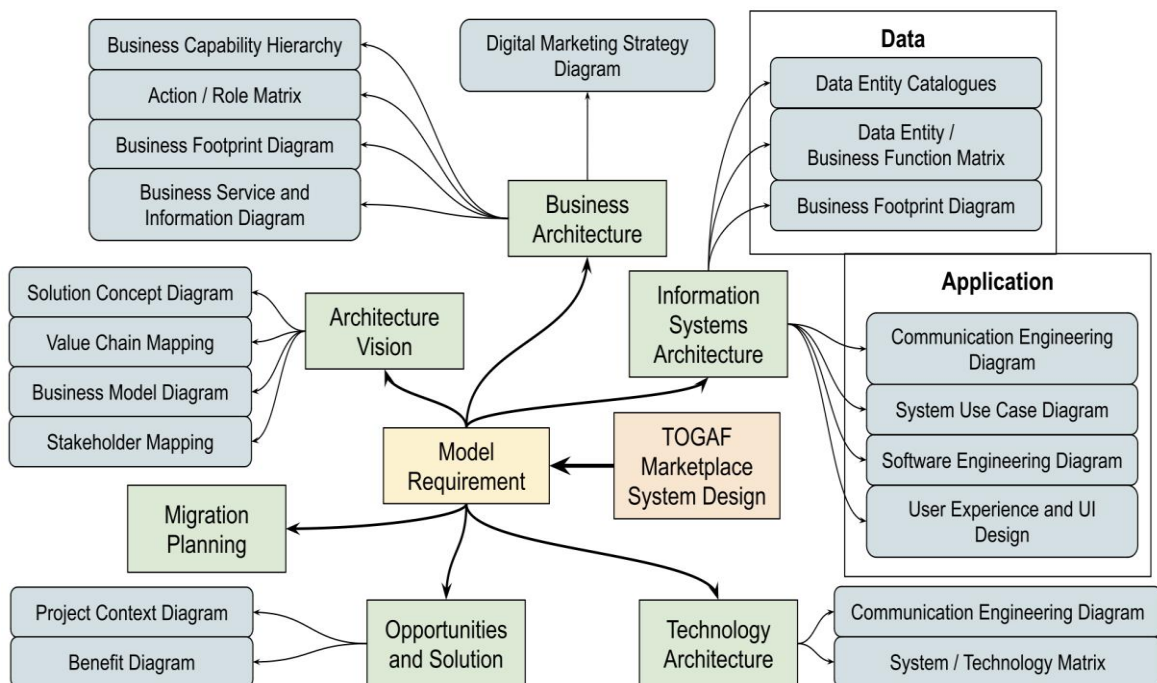 Business Capability Hierarchy
Action / Role Matrix
Business Footprint Diagram
Business Service and
Information Diagram
Digital Marketing Strategy
Diagram
Business
Architecture
Data
Data Entity Catalogues
Data Entity /
Business Function Matrix
Business Footprint Diagram
Solution Concept Diagram
Value Chain Mapping
Business Model Diagram
Stakeholder Mapping
Architecture
Vision
Information
Systems
Architecture
Application
Communication Engineering
Diagram
System Use Case Diagram
Software Engineering Diagram
User Experience and UI
Design
Model
Requirement
TOGAF
Marketplace
System Design
Migration
Planning
Project Context Diagram
Benefit Diagram
Opportunities
and Solution
Technology
Architecture
Communication Engineering Diagram
System / Technology Matrix